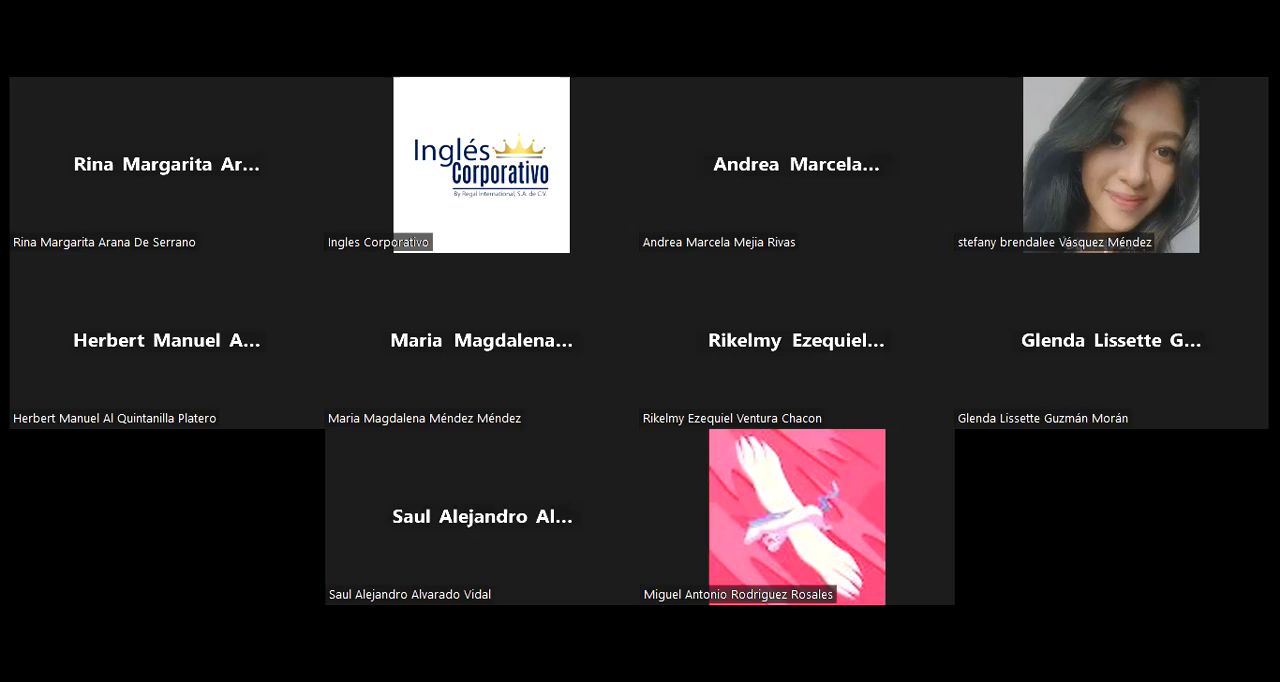 Rina Margarita Ar...
Inglés
Corporativo
By Regal International, S.A. de C.V.
Andrea Marcela...
Rina Margarita Arana De Serrano
Ingles Corporativo
Andrea Marcela Mejia Rivas
stefany brendalee Vásquez Méndez
Herbert Manuel A...
Maria Magdalena...
Rikelmy Ezequiel...
Glenda Lissette G...
Herbert Manuel Al Quintanilla Platero
Maria Magdalena Méndez Méndez
Rikelmy Ezequiel Ventura Chacon
Glenda Lissette Guzmán Morán
Saul Alejandro Al...
Saul Alejandro Alvarado Vidal
Miguel Antonio Rodriguez Rosales